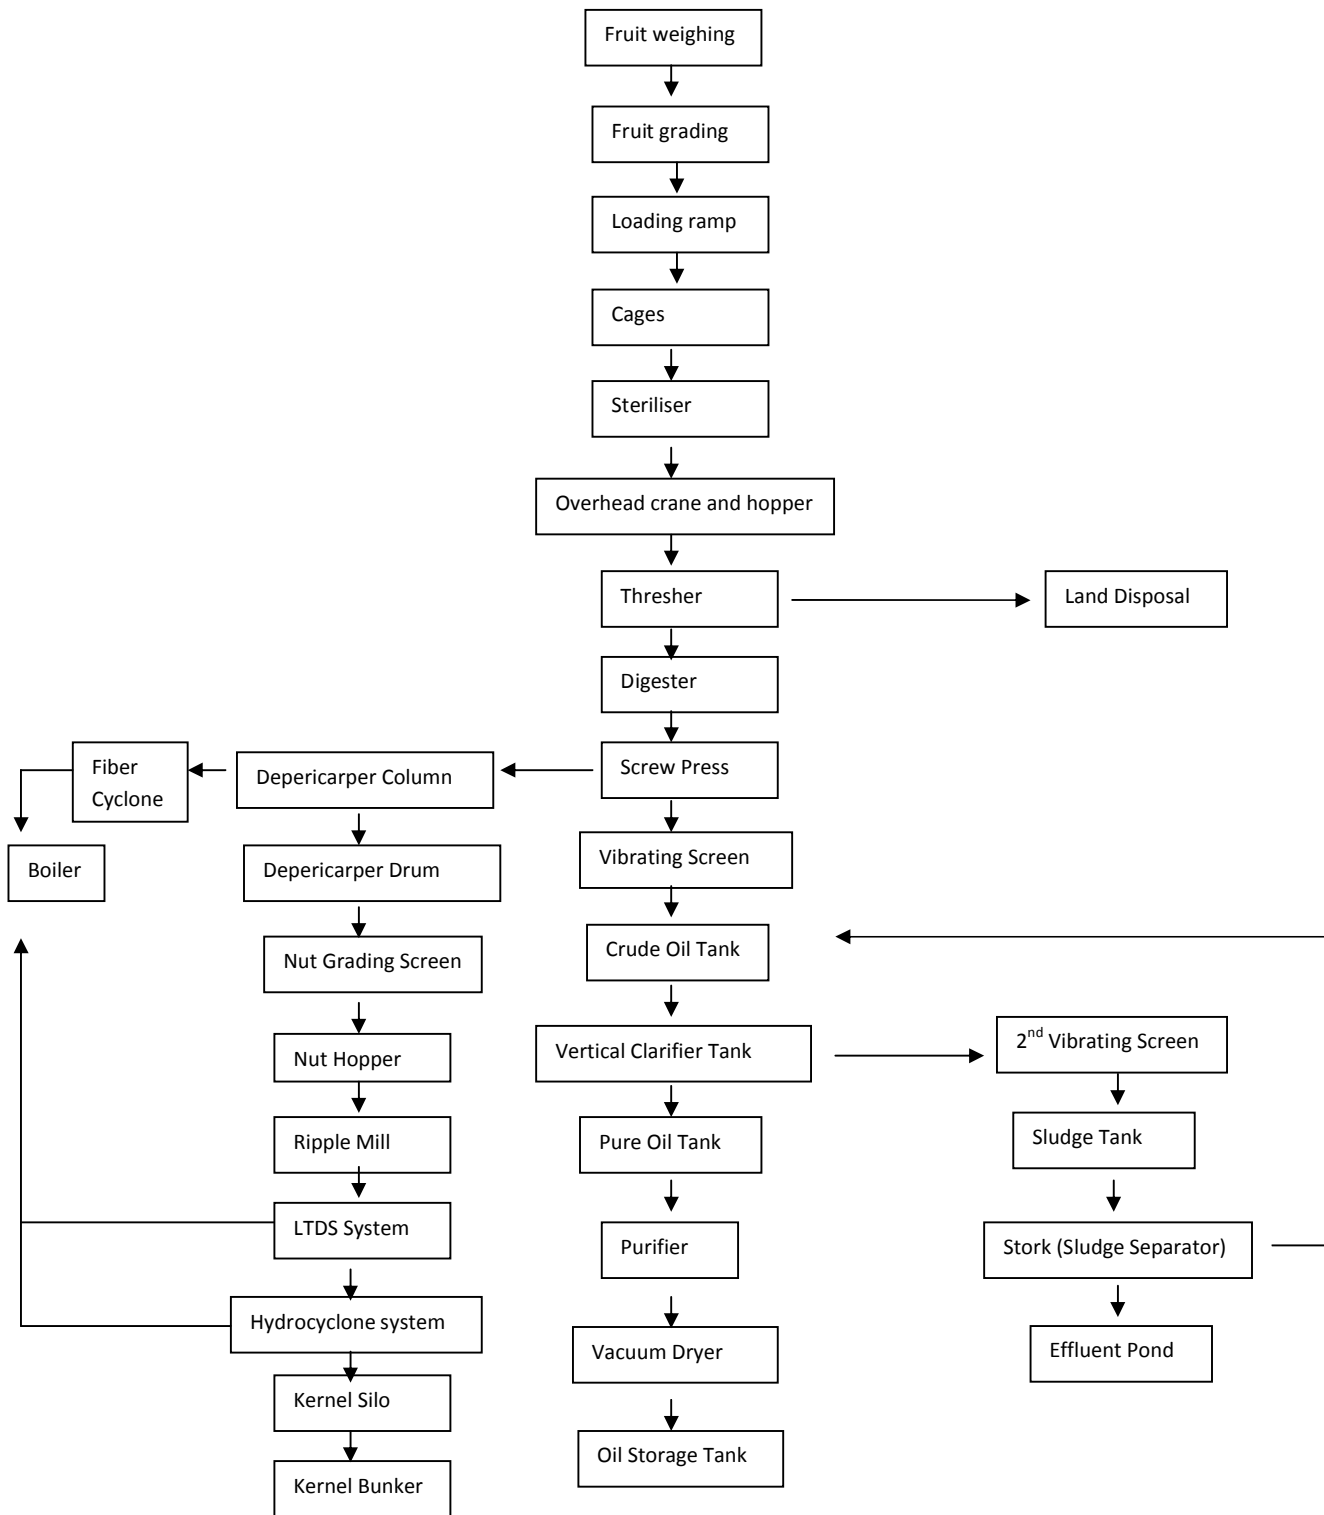 Fruit weighing
Fruit grading
Loading ramp
Cages
Steriliser
Overhead crane and hopper
Thresher
Land Disposal
Digester
Screw Press
Depericarper Column
Fiber
Cyclone
Boiler
Depericarper Drum
Vibrating Screen
Nut Grading Screen
Crude Oil Tank
Nut Hopper
Vertical Clarifier Tank
2nd Vibrating Screen
Ripple Mill
Pure Oil Tank
Sludge Tank
LTDS System
Purifier
Stork (Sludge Separator)
Hydrocyclone system
Vacuum Dryer
Effluent Pond
Kernel Silo
Oil Storage Tank
Kernel Bunker